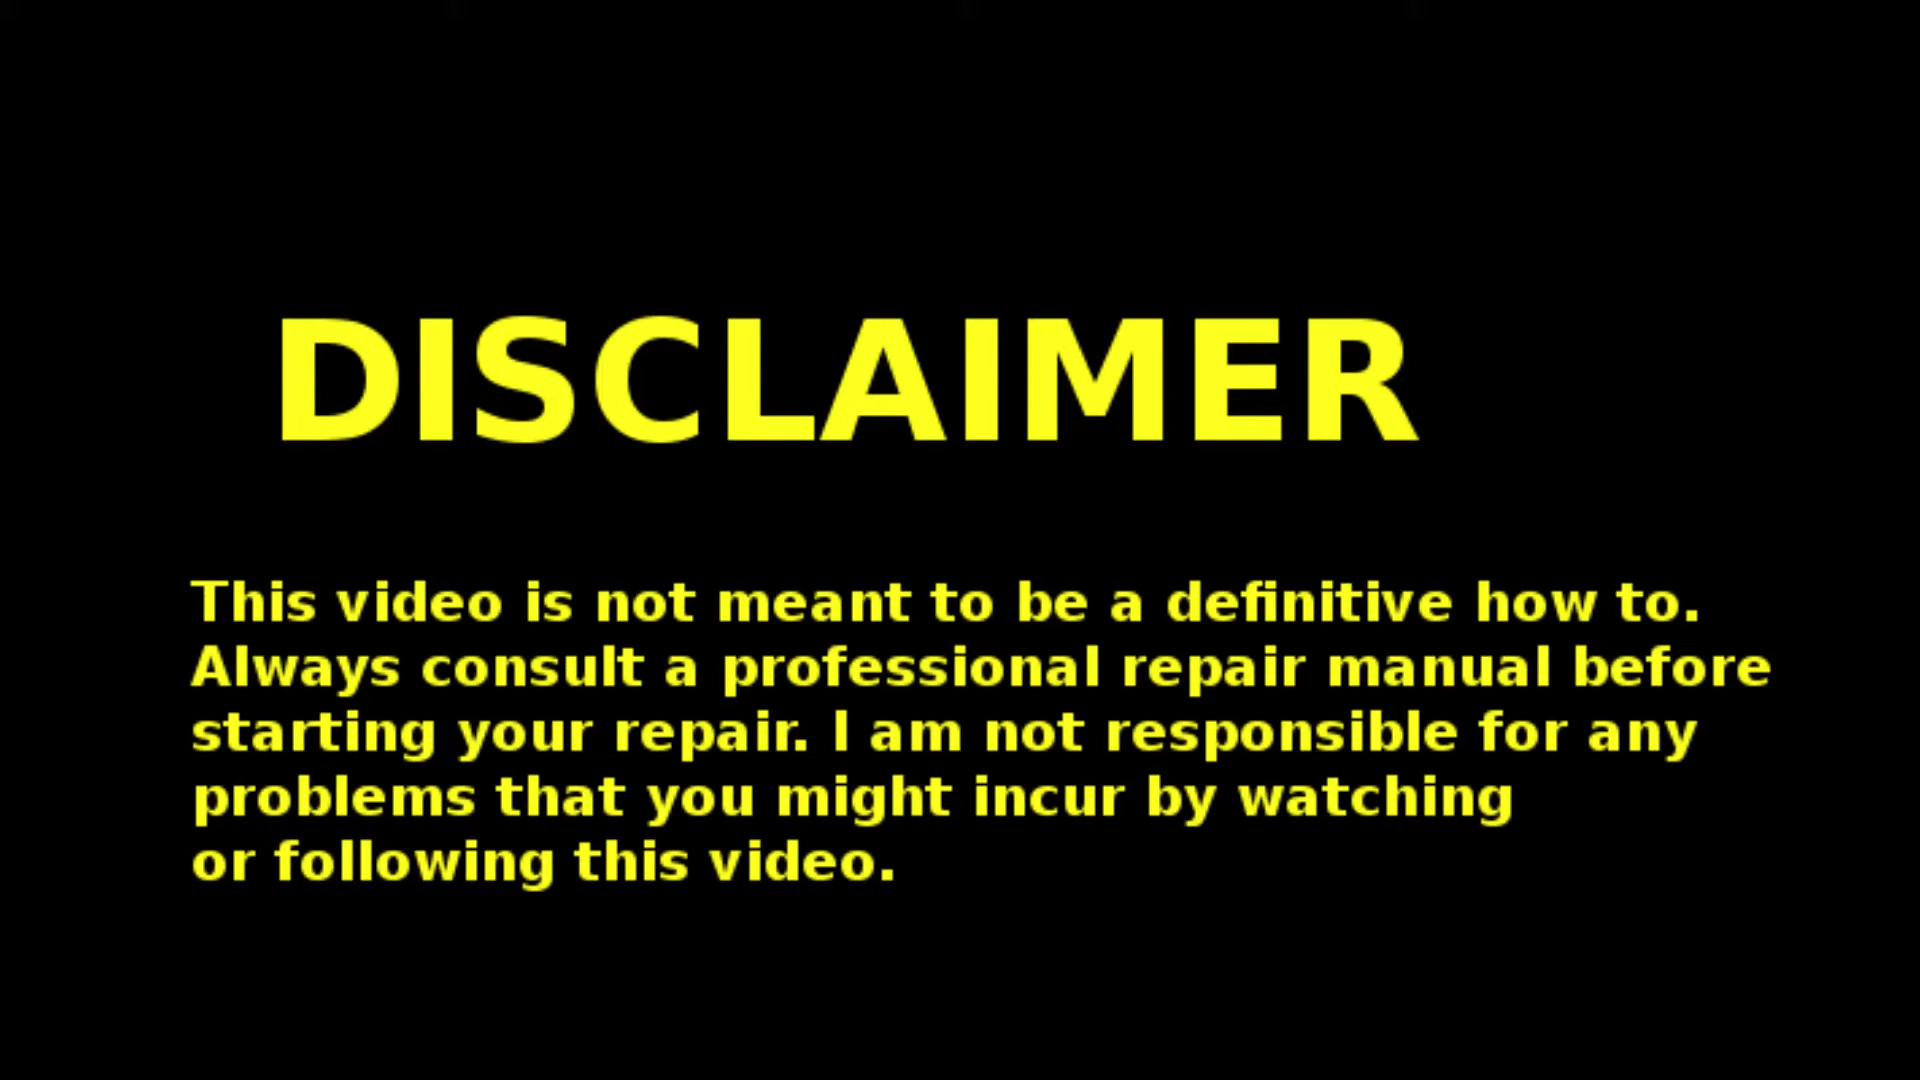 DISCLAIMER
This video is not meant to be a definitive how to.
Always consult a professional repair manual before
starting your repair. I am not responsible for any
problems that you might incur by watching
or following this video.